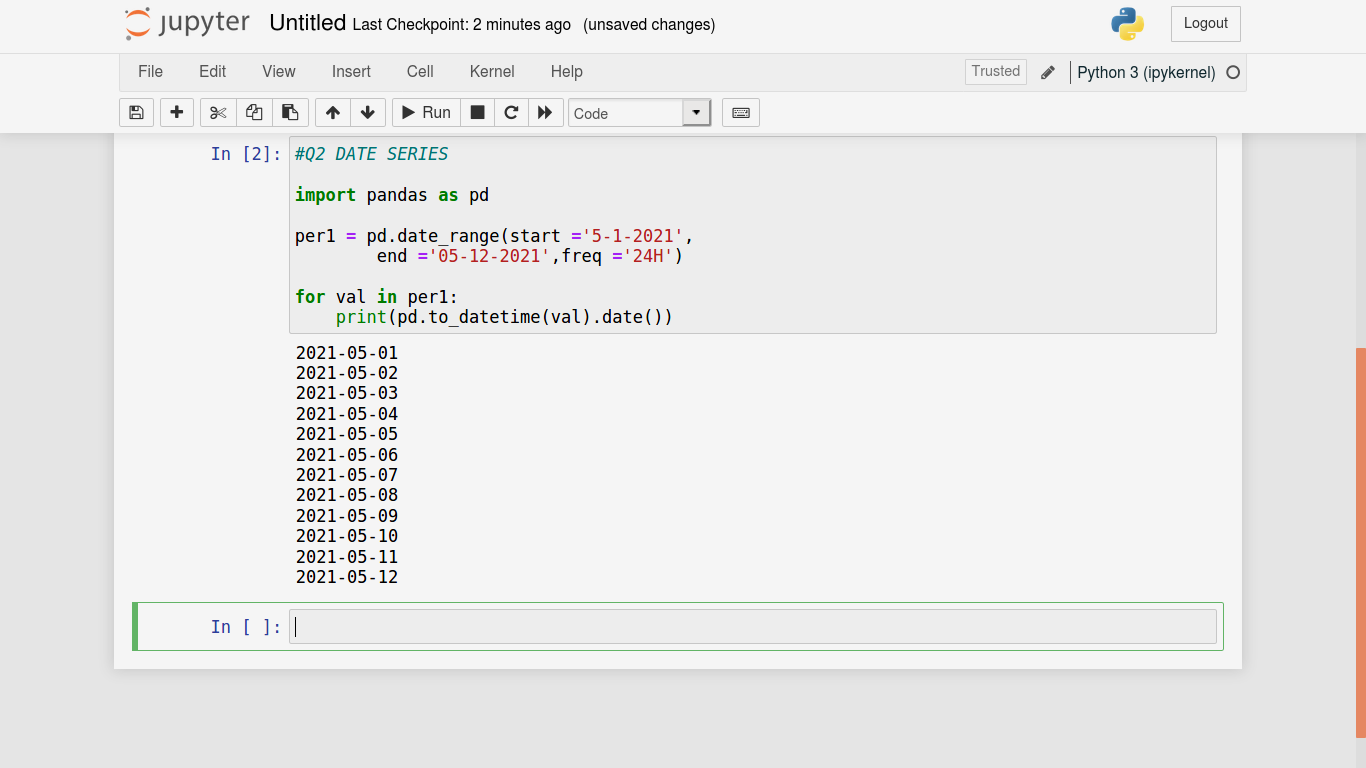 jupyter Untitled Last Checkpoint: 2 minutes ago (unsaved changes) Logout
File Edit View Insert Cell Kernel Help Trusted Python 3 (ipykernel)
Run Code
In [2]: #Q2 DATE SERIES
import pandas as pd
per1 = pd.date_range(start ='5-1-2021',
        end ='05-12-2021',freq ='24H')
for val in per1:
    print(pd.to_datetime(val).date())
2021-05-01
2021-05-02
2021-05-03
2021-05-04
2021-05-05
2021-05-06
2021-05-07
2021-05-08
2021-05-09
2021-05-10
2021-05-11
2021-05-12
In [ ]: